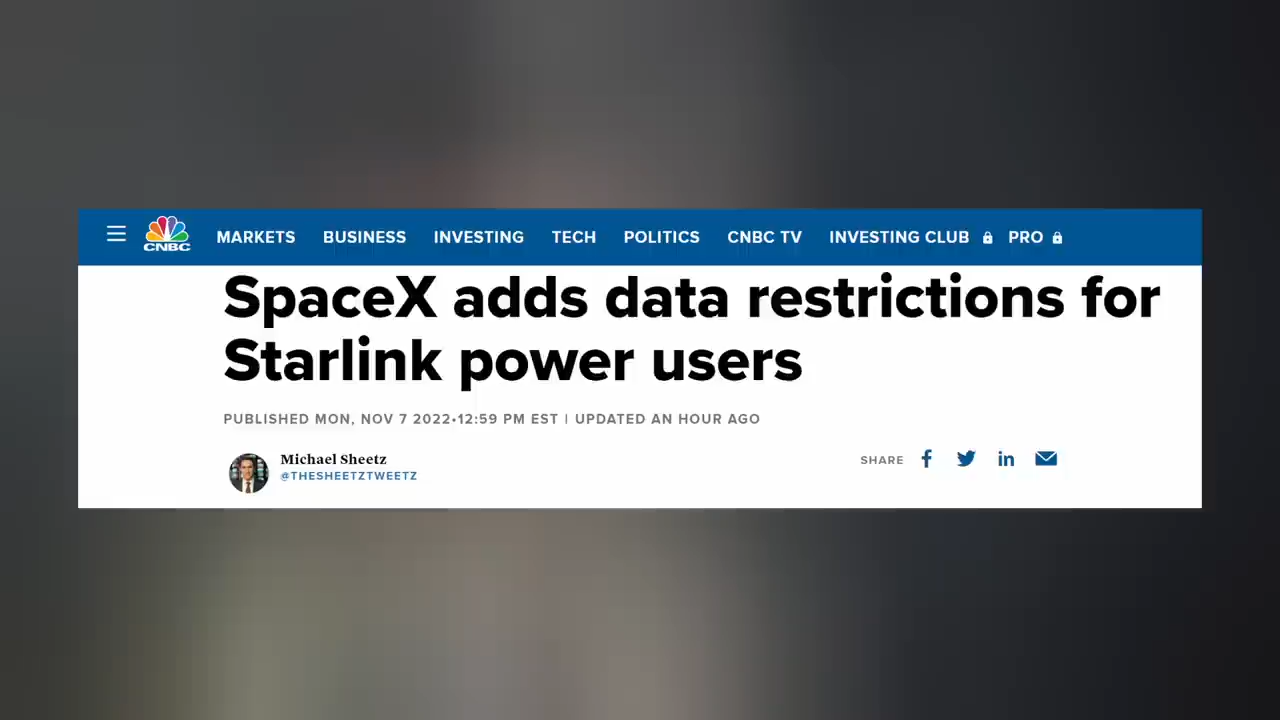 CNBC
MARKETS BUSINESS INVESTING TECH POLITICS CNBC TV INVESTING CLUB PRO
SpaceX adds data restrictions for
Starlink power users
PUBLISHED MON, NOV 7 2022•12:59 PM EST | UPDATED AN HOUR AGO
Michael Sheetz
@THESHEETZTWEETZ
SHARE